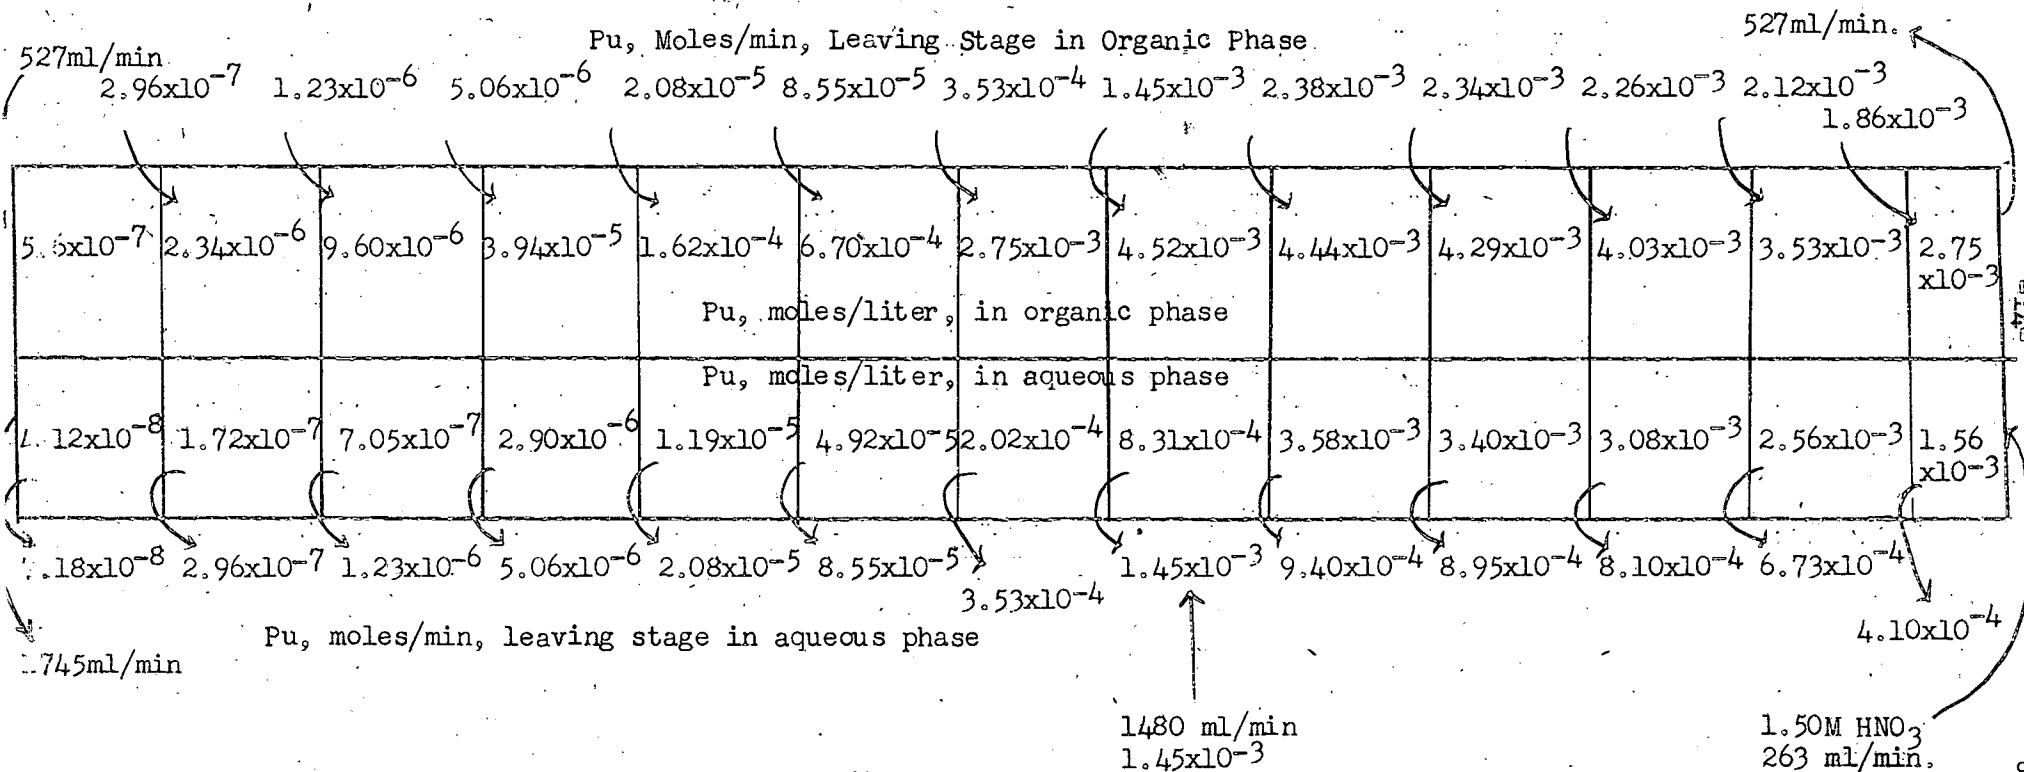 Pu, Moles/min, Leaving Stage in Organic Phase
527ml/min.
527ml/min
2.96x10-7 1.23x10-6 5.06x10-6 2.08x10-5 8.55x10-5 3.53x10-4 1.45x10-3 2.38x10-3 2.34x10-3 2.26x10-3 2.12x10-3
1.86x10-3
2.34x10-6 9.60x10-6 3.94x10-5 1.62x10-4 6.70x10-4 2.75x10-3 4.52x10-3 4.44x10-3 4.29x10-3 4.03x10-3 3.53x10-3 2.75
x10-3
Pu, moles/liter, in organic phase
Pu, moles/liter, in aqueous phase
1.72x10-7 7.05x10-7 2.90x10-6 1.19x10-5 4.92x10-5 2.02x10-4 8.31x10-4 3.58x10-3 3.40x10-3 3.08x10-3 2.56x10-3 1.56
x10-3
2.96x10-7 1.23x10-6 5.06x10-6 2.08x10-5 8.55x10-5 1.45x10-3 9.40x10-4 8.95x10-4 8.10x10-4 6.73x10-4
3.53x10-4
4.10x10-4
Pu, moles/min, leaving stage in aqueous phase
1480 ml/min
1.45x10-3
1.50M HNO3
263 ml/min.